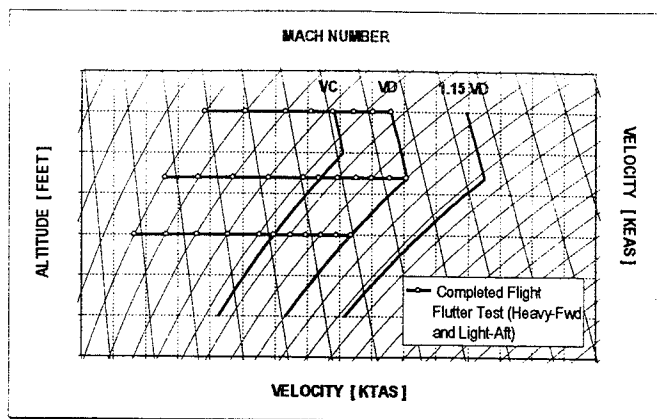 MACH NUMBER
VC VD 1.15 VD
ALTITUDE [FEET]
VELOCITY [KEAS]
Completed Flight
Flutter Test (Heavy-Fwd
and Light-Aft)
VELOCITY [KTAS]